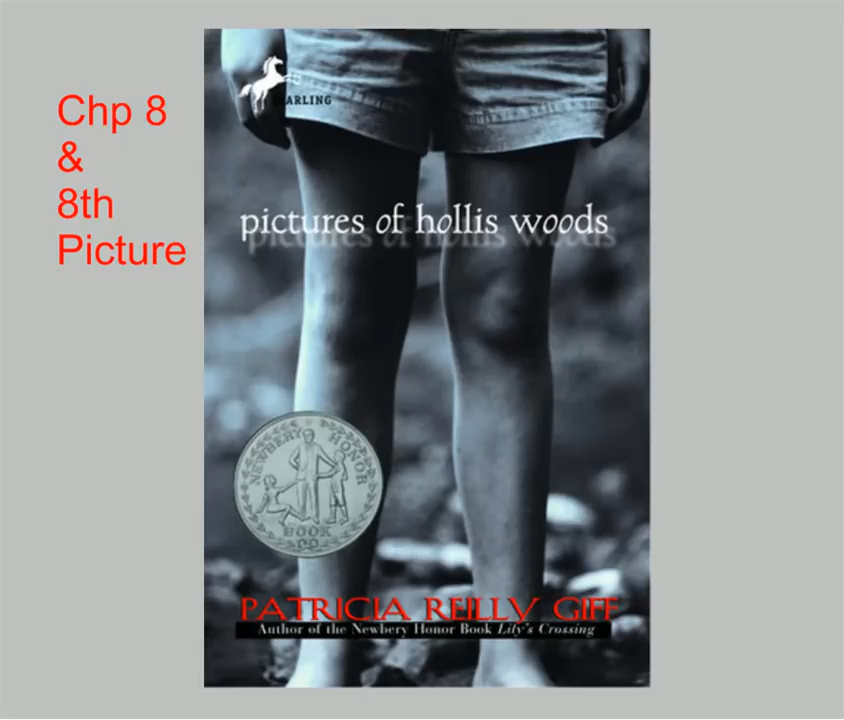 Chp 8
&
8th
Picture
YEARLING
pictures of hollis woods
NEWBERY HONOR
BOOK
PATRICIA REILLY GIFF
Author of the Newbery Honor Book Lily's Crossing